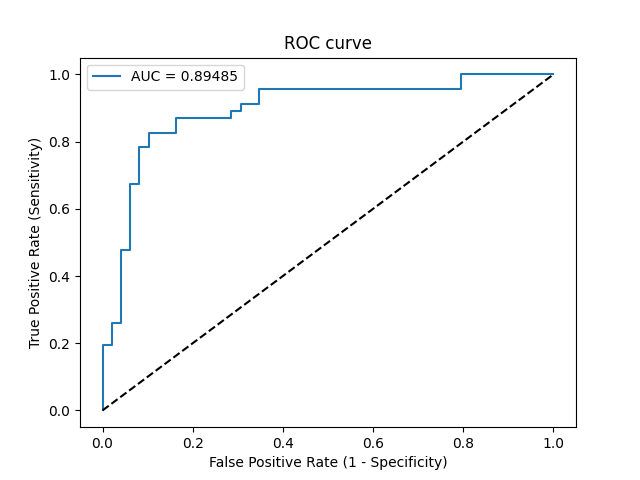 ROC curve
AUC = 0.89485
True Positive Rate (Sensitivity)
1.0
0.8
0.6
0.4
0.2
0.0
0.0 0.2 0.4 0.6 0.8 1.0
False Positive Rate (1 - Specificity)